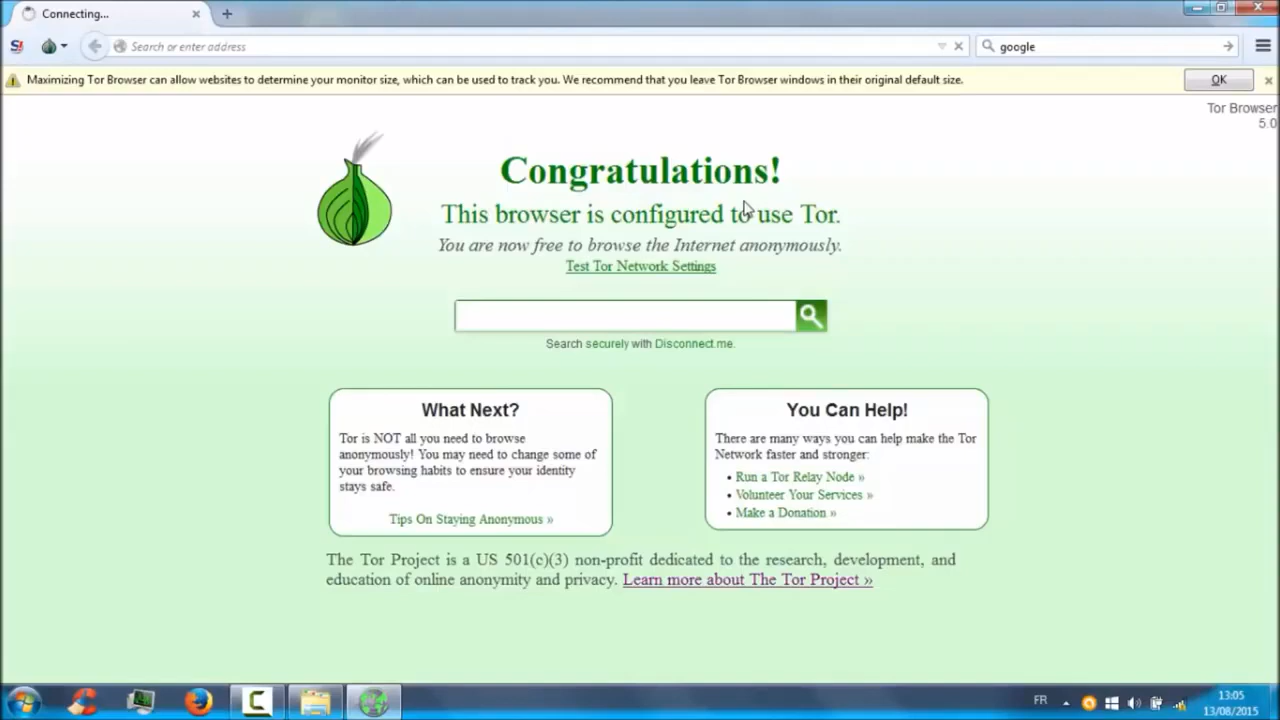 Connecting...
Search or enter address
google
Maximizing Tor Browser can allow websites to determine your monitor size, which can be used to track you. We recommend that you leave Tor Browser windows in their original default size.
OK
Tor Browser
5.0
Congratulations!
This browser is configured to use Tor.
You are now free to browse the Internet anonymously.
Test Tor Network Settings
Search securely with Disconnect.me.
What Next?
Tor is NOT all you need to browse
anonymously! You may need to change some of
your browsing habits to ensure your identity
stays safe.
Tips On Staying Anonymous »
You Can Help!
There are many ways you can help make the Tor
Network faster and stronger:
• Run a Tor Relay Node »
• Volunteer Your Services »
• Make a Donation »
The Tor Project is a US 501(c)(3) non-profit dedicated to the research, development, and
education of online anonymity and privacy. Learn more about The Tor Project »
FR
13:05
13/08/2015